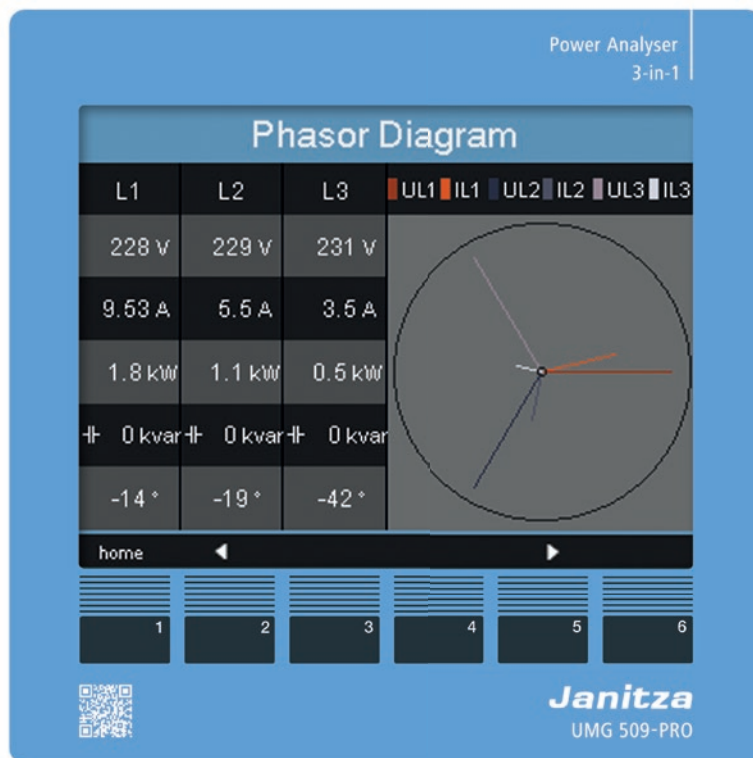 Power Analyser
3-in-1
Phasor Diagram
L1 L2 L3 UL1 IL1 UL2 IL2 UL3 IL3
228 V 229 V 231 V
9.53 A 5.5 A 3.5 A
1.8 kW 1.1 kW 0.5 kW
0 kvar 0 kvar 0 kvar
-14 ° -19 ° -42 °
home
1 2 3 4 5 6
Janitza
UMG 509-PRO